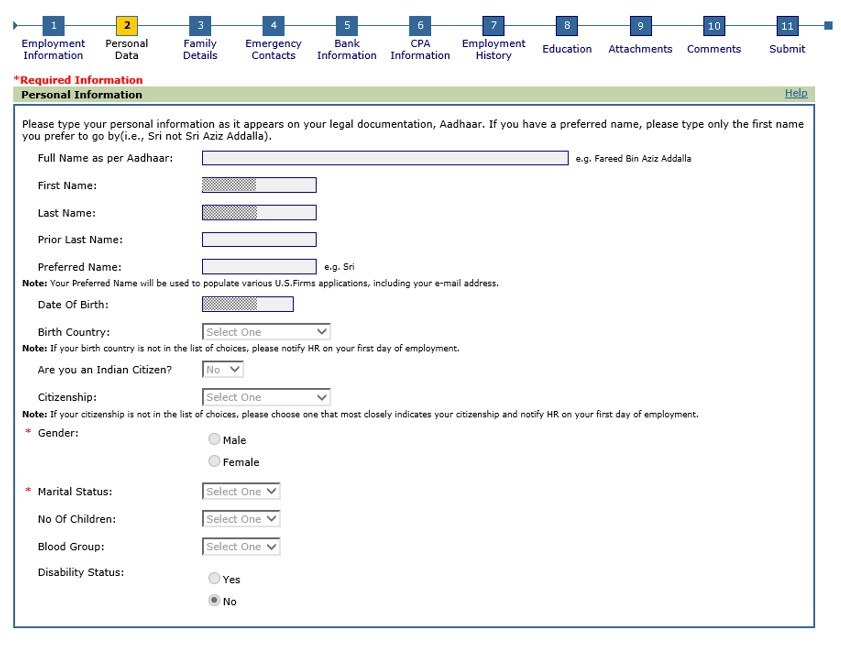 1 2 3 4 5 6 7 8 9 10 11
Employment Information
Personal Data
Family Details
Emergency Contacts
Bank Information
CPA Information
Employment History
Education
Attachments
Comments
Submit
*Required Information
Personal Information Help
Please type your personal information as it appears on your legal documentation, Aadhaar. If you have a preferred name, please type only the first name
you prefer to go by(i.e., Sri not Sri Aziz Addalla).
Full Name as per Aadhaar: e.g. Fareed Bin Aziz Addalla
First Name:
Last Name:
Prior Last Name:
Preferred Name: e.g. Sri
Note: Your Preferred Name will be used to populate various U.S.Firms applications, including your e-mail address.
Date Of Birth:
Birth Country: Select One
Note: If your birth country is not in the list of choices, please notify HR on your first day of employment.
Are you an Indian Citizen? No
Citizenship: Select One
Note: If your citizenship is not in the list of choices, please choose one that most closely indicates your citizenship and notify HR on your first day of employment.
* Gender:
Male
Female
* Marital Status: Select One
No Of Children: Select One
Blood Group: Select One
Disability Status:
Yes
No